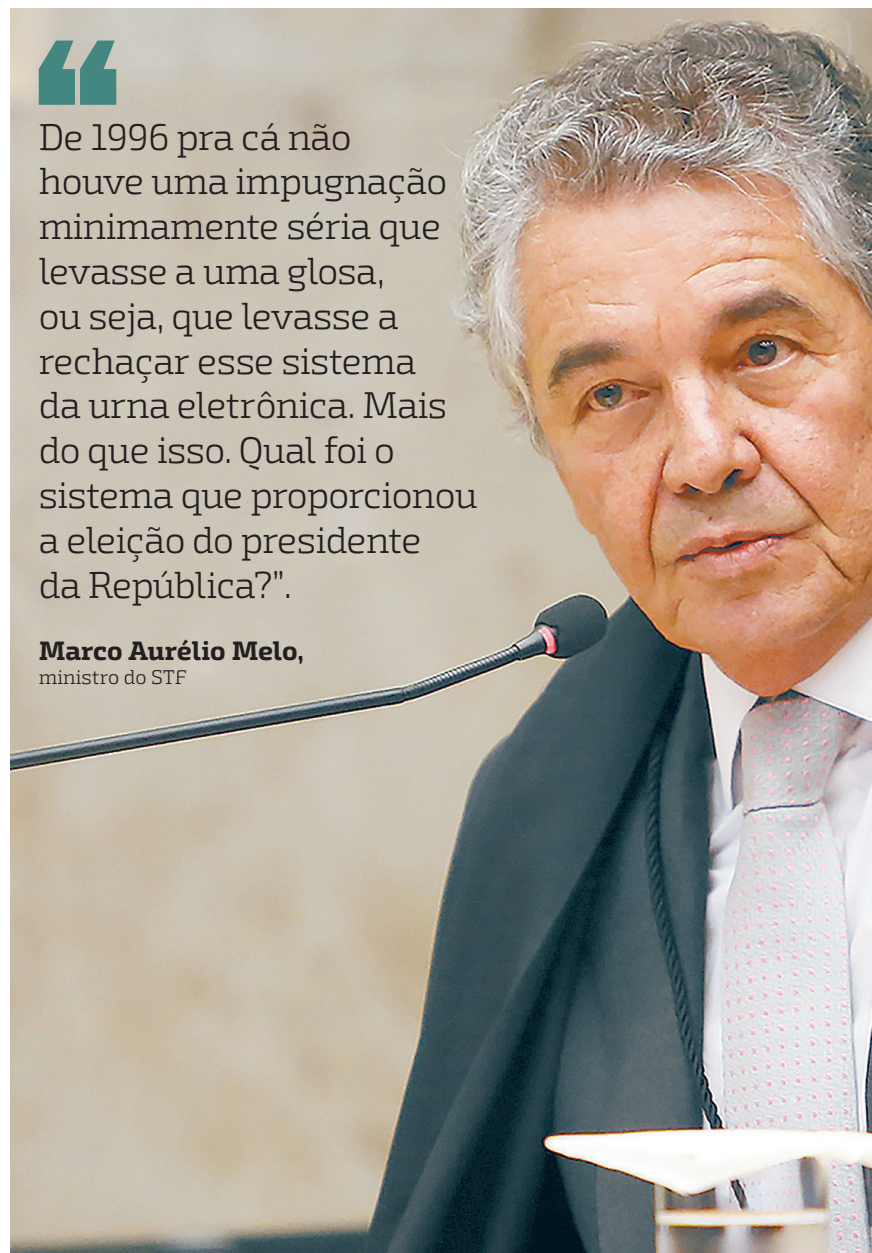 “
De 1996 pra cá não
houve uma impugnação
minimamente séria que
levasse a uma glosa,
ou seja, que levasse a
rechaçar esse sistema
da urna eletrônica. Mais
do que isso. Qual foi o
sistema que proporcionou
a eleição do presidente
da República?”.
Marco Aurélio Melo,
ministro do STF